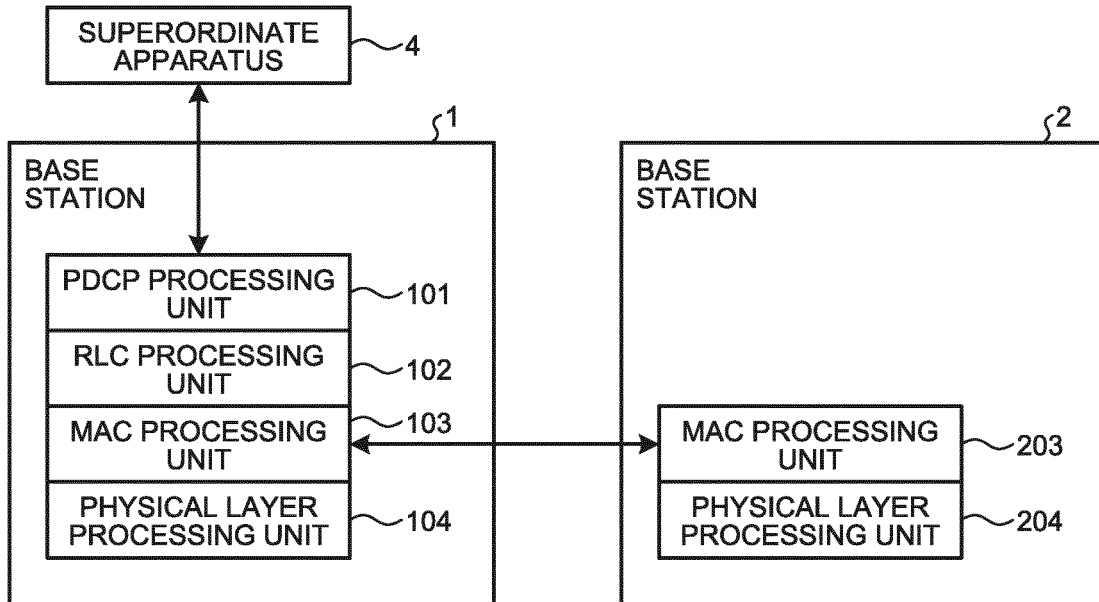 SUPERORDINATE
APPARATUS
4
1
2
BASE
STATION
BASE
STATION
PDCP PROCESSING
UNIT
101
RLC PROCESSING
UNIT
102
MAC PROCESSING
UNIT
103
MAC PROCESSING
UNIT
203
PHYSICAL LAYER
PROCESSING UNIT
104
PHYSICAL LAYER
PROCESSING UNIT
204